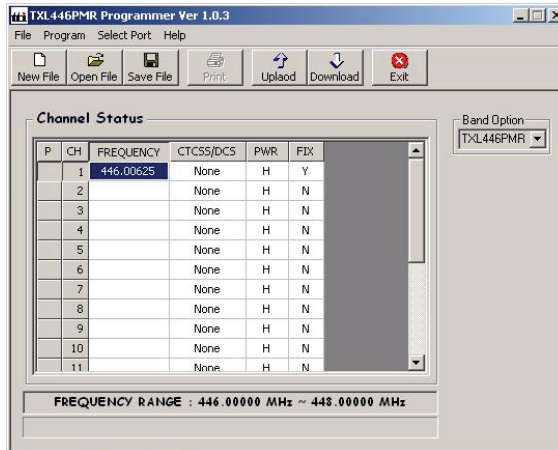 TXL446PMR Programmer Ver 1.0.3
File Program Select Port Help
New File Open File Save File Print Uplaod Download Exit
Channel Status
Band Option
TXL446PMR
P CH FREQUENCY CTCSS/DCS PWR FIX
1 446.00625 None H Y
2 None H N
3 None H N
4 None H N
5 None H N
6 None H N
7 None H N
8 None H N
9 None H N
10 None H N
11 None H N
FREQUENCY RANGE : 446.00000 MHz ~ 448.00000 MHz